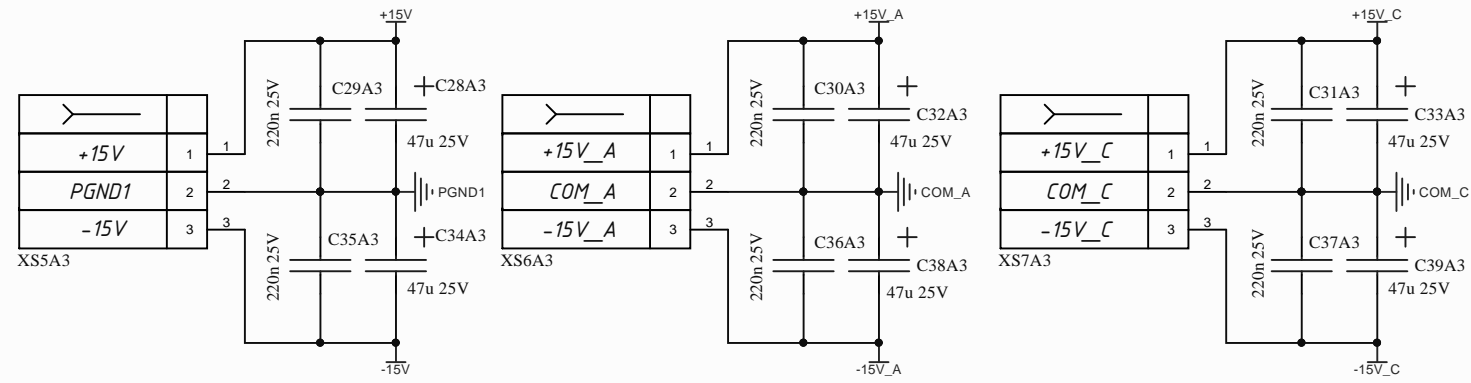 +15V
C29A3
+C28A3
220n 25V
47u 25V
+15V 1 1
PGND1 2 2
PGND1
-15V 3 3
XS5A3
C35A3
+C34A3
220n 25V
47u 25V
-15V
+15V_A
C30A3
+
C32A3
220n 25V
47u 25V
+15V_A 1 1
COM_A 2 2
COM_A
-15V_A 3 3
XS6A3
C36A3
+
C38A3
220n 25V
47u 25V
-15V_A
+15V_C
C31A3
+
C33A3
220n 25V
47u 25V
+15V_C 1 1
COM_C 2 2
COM_C
-15V_C 3 3
XS7A3
C37A3
+
C39A3
220n 25V
47u 25V
-15V_C